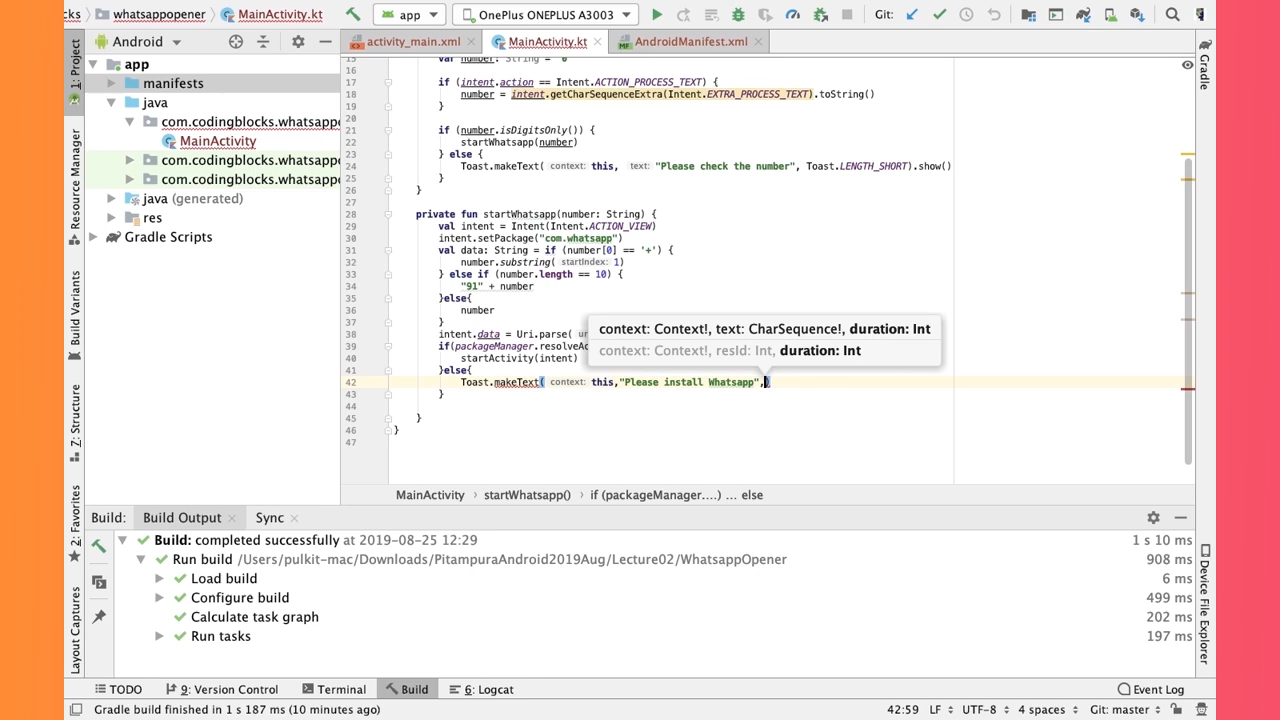 cks
whatsappopener
MainActivity.kt
app
OnePlus ONEPLUS A3003
Git:
1: Project
Android
activity_main.xml
MainActivity.kt
AndroidManifest.xml
Gradle
app
manifests
java
com.codingblocks.whatsappo
MainActivity
com.codingblocks.whatsappo
com.codingblocks.whatsappo
java (generated)
res
Gradle Scripts
Resource Manager
Build Variants
Z: Structure
2: Favorites
Layout Captures
15 var number: String = "0"
16
17 if (intent.action == Intent.ACTION_PROCESS_TEXT) {
18 number = intent.getCharSequenceExtra(Intent.EXTRA_PROCESS_TEXT).toString()
19 }
20
21 if (number.isDigitsOnly()) {
22 startWhatsapp(number)
23 } else {
24 Toast.makeText( context: this, text: "Please check the number", Toast.LENGTH_SHORT).show()
25 }
26 }
27
28 private fun startWhatsapp(number: String) {
29 val intent = Intent(Intent.ACTION_VIEW)
30 intent.setPackage("com.whatsapp")
31 val data: String = if (number[0] == '+') {
32 number.substring( startIndex: 1)
33 } else if (number.length == 10) {
34 "91" + number
35 }else{
36 number
37 }
38 intent.data = Uri.parse(
39 if(packageManager.resolveAc
40 startActivity(intent)
41 }else{
42 Toast.makeText( context: this,"Please install Whatsapp",)
43 }
44
45 }
46 }
47
context: Context!, text: CharSequence!, duration: Int
context: Context!, resId: Int, duration: Int
MainActivity
startWhatsapp()
if (packageManager....) ... else
Build:
Build Output
Sync
Build: completed successfully at 2019-08-25 12:29
1 s 10 ms
Run build /Users/pulkit-mac/Downloads/PitampuraAndroid2019Aug/Lecture02/WhatsappOpener
908 ms
Load build
6 ms
Configure build
499 ms
Calculate task graph
202 ms
Run tasks
197 ms
Device File Explorer
TODO
9: Version Control
Terminal
Build
6: Logcat
Event Log
Gradle build finished in 1 s 187 ms (10 minutes ago)
42:59
LF
UTF-8
4 spaces
Git: master